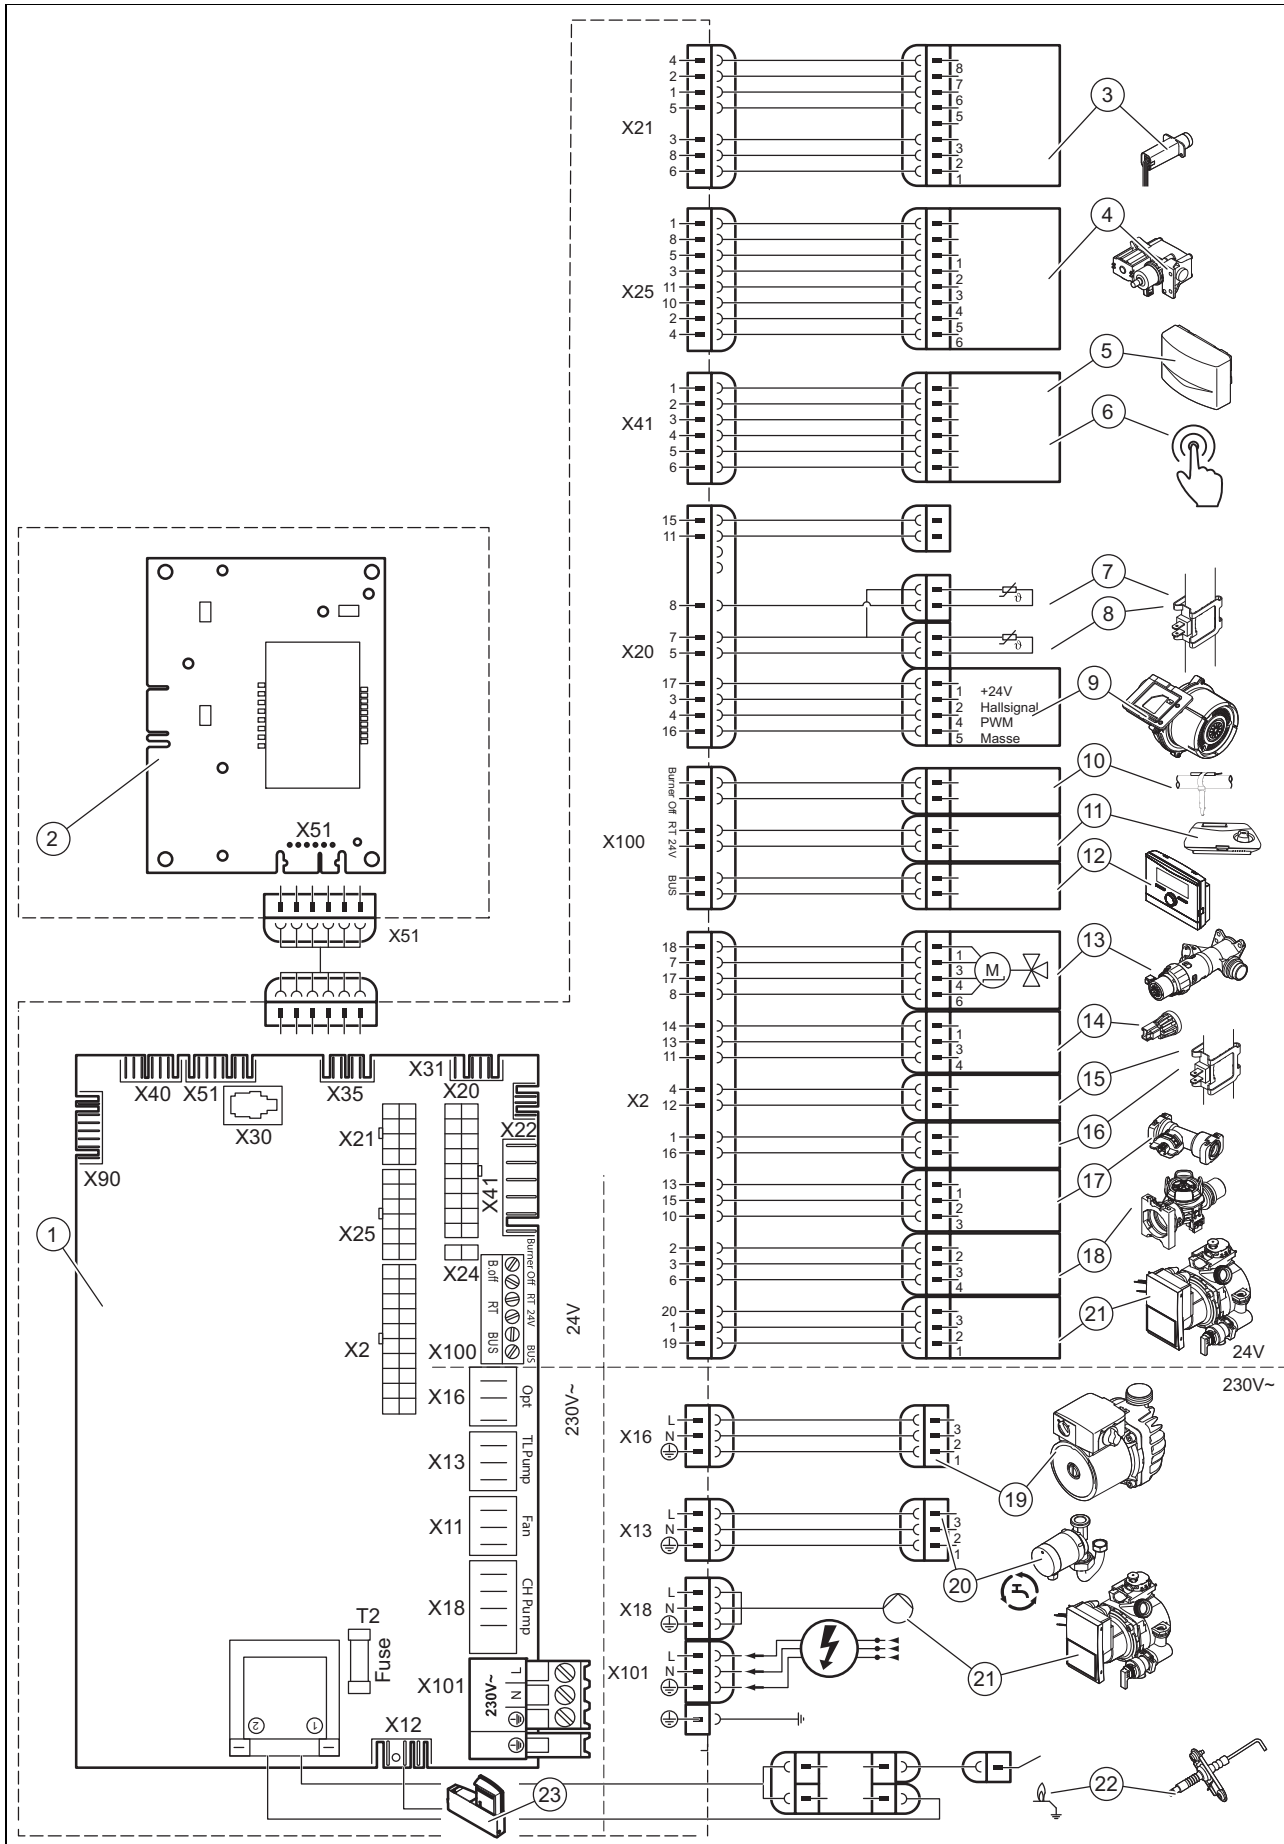 4
2
1
5
3
8
6
X21
8
7
6
5
3
2
1
3
1
8
5
3
11
10
2
4
X25
1
2
3
4
5
6
4
1
2
3
4
5
6
X41
5
6
15
11
8
7
5
17
3
4
16
X20
ϑ
ϑ
7
8
1 +24V
2 Hallsignal
4 PWM
5 Masse
9
Burner Off
RT 24V
BUS
X100
10
11
12
2
X51
X51
18
7
17
8
14
13
11
4
12
1
16
13
15
10
2
3
6
20
1
19
X2
1
3
4
6
M
1
3
4
1
2
3
2
3
4
3
2
1
13
14
15
16
17
18
21
24V
230V~
1
X40
X51
X35
X31
X20
X30
X21
X22
X90
X41
X25
X24
X2
X100
B.off
RT
BUS
Burner Off
RT 24V
BUS
24V
230V~
X16
Opt
X13
TLPump
X11
Fan
X18
CH Pump
T2
Fuse
X101
230V~
L
N
X12
2
1
X16
L
N
3
2
1
19
X13
L
N
3
2
1
20
X18
L
N
X101
L
N
21
22
23